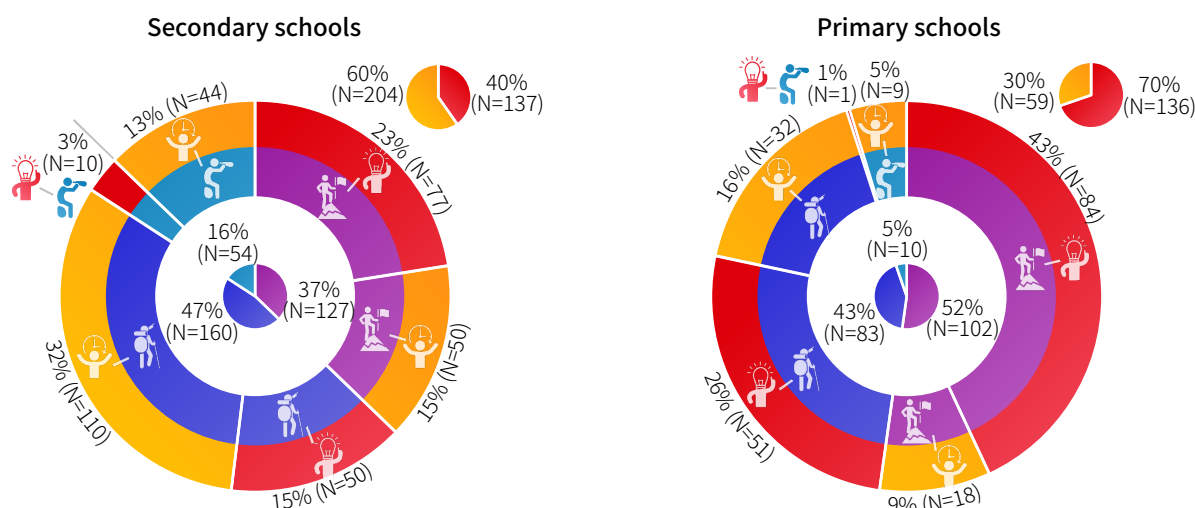 Secondary schools
60%
(N=204)
40%
(N=137)
13% (N=44)
23% (N=77)
3%
(N=10)
16%
(N=54)
37%
(N=127)
47%
(N=160)
32% (N=110)
15% (N=50)
15% (N=50)
Primary schools
1%
(N=1)
5%
(N=9)
30%
(N=59)
70%
(N=136)
16% (N=32)
43% (N=84)
5%
(N=10)
43%
(N=83)
52%
(N=102)
26% (N=51)
9% (N=18)